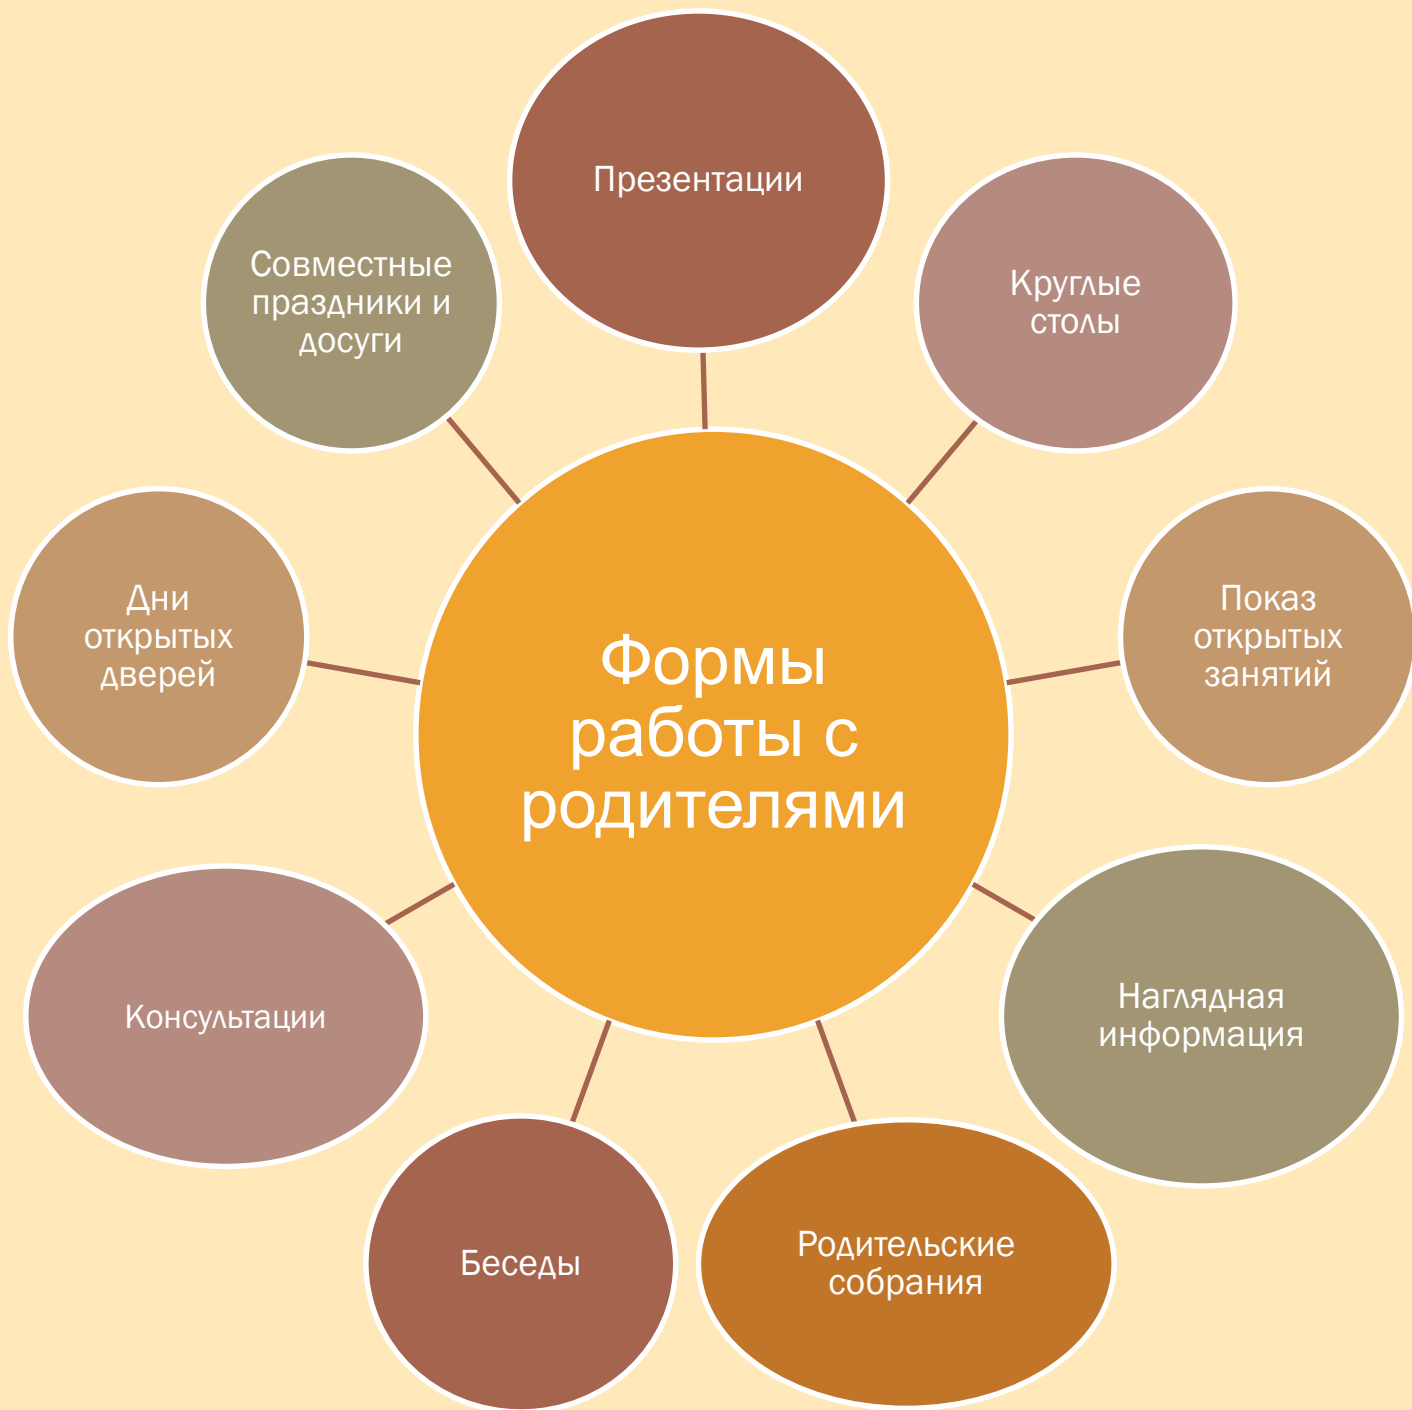 Презентации
Совместные
праздники и
досуги
Круглые
столы
Дни
открытых
дверей
Показ
открытых
занятий
Формы
работы с
родителями
Консультации
Наглядная
информация
Беседы
Родительские
собрания